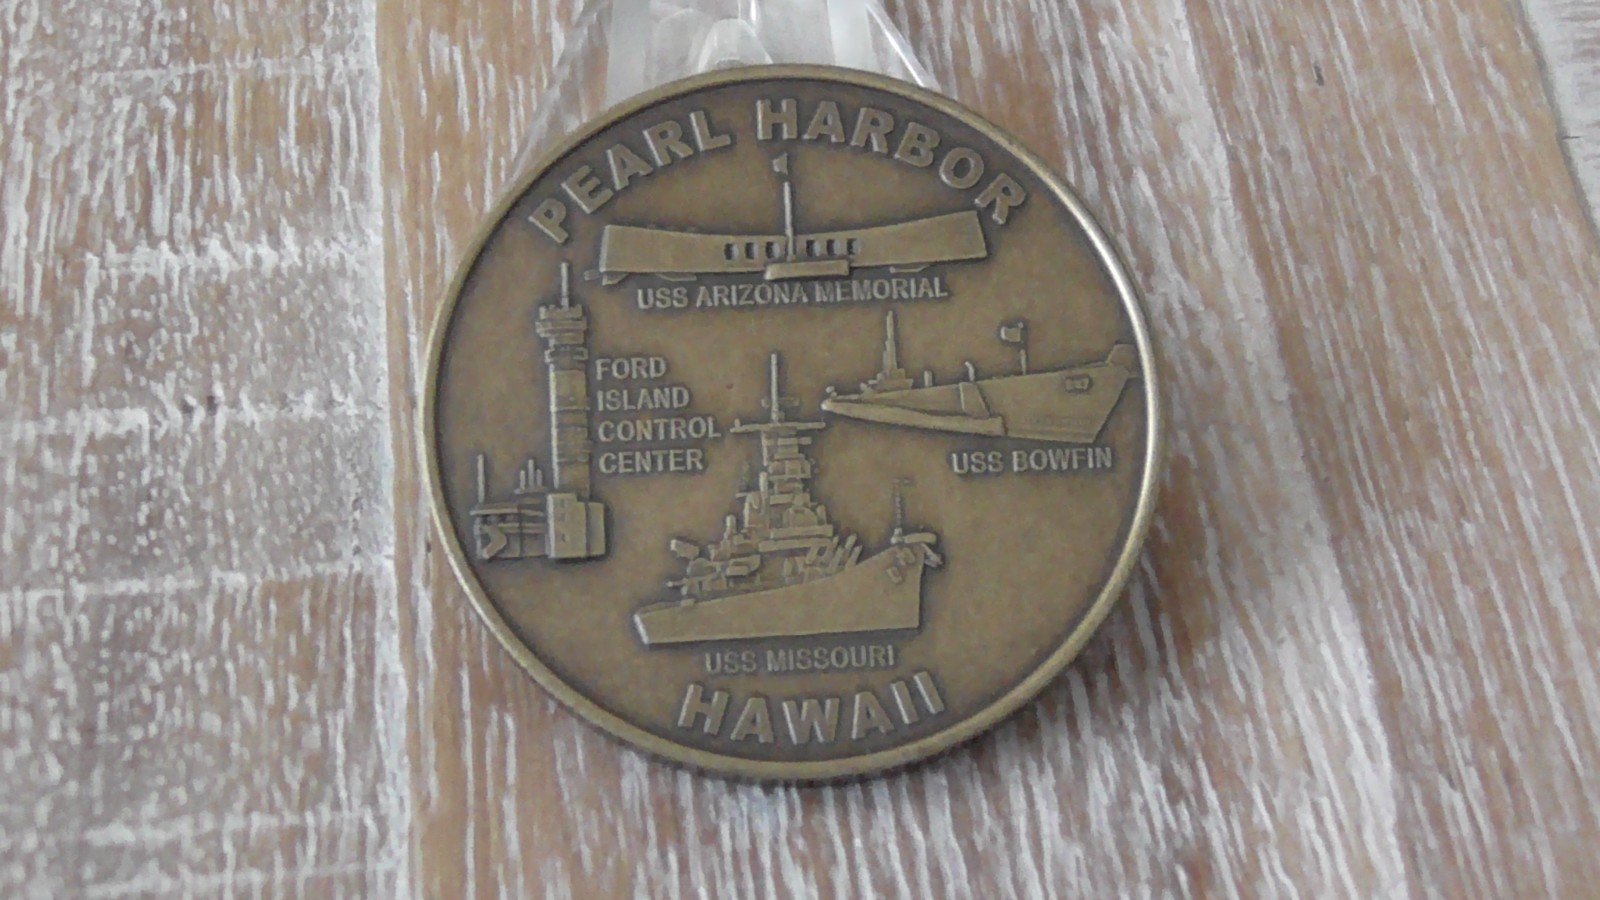 PEARL HARBOR
USS ARIZONA MEMORIAL
FORD
ISLAND
CONTROL
CENTER
USS BOWFIN
USS MISSOURI
HAWAII